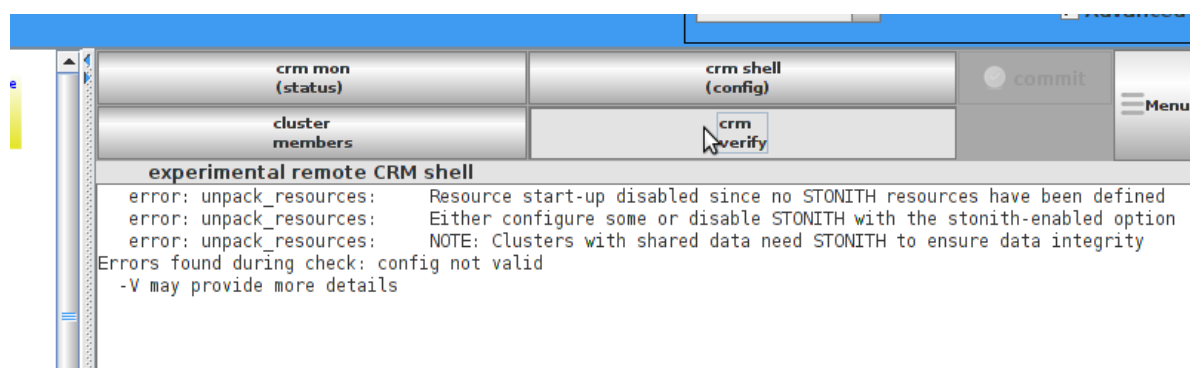 Advanced
e
crm mon
(status)
crm shell
(config)
commit
Menu
cluster
members
crm
verify
experimental remote CRM shell
error: unpack_resources: Resource start-up disabled since no STONITH resources have been defined
error: unpack_resources: Either configure some or disable STONITH with the stonith-enabled option
error: unpack_resources: NOTE: Clusters with shared data need STONITH to ensure data integrity
Errors found during check: config not valid
-V may provide more details